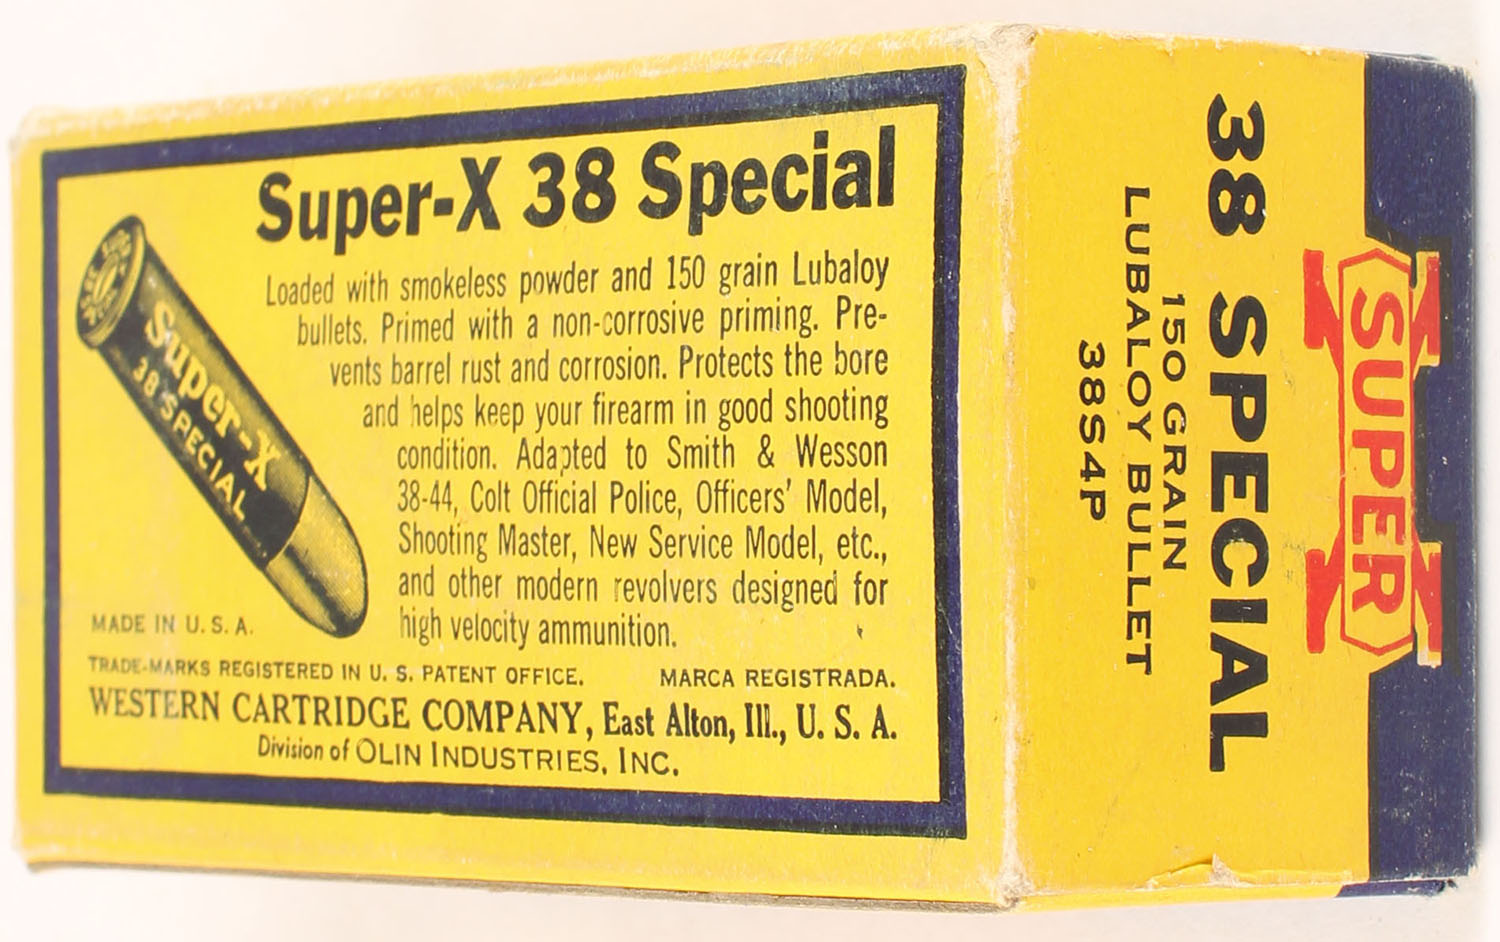 Super-X 38 Special
Loaded with smokeless powder and 150 grain Lubaloy
bullets. Primed with a non-corrosive priming. Pre-
vents barrel rust and corrosion. Protects the bore
and helps keep your firearm in good shooting
condition. Adapted to Smith & Wesson
38-44, Colt Official Police, Officers' Model,
Shooting Master, New Service Model, etc.,
and other modern revolvers designed for
high velocity ammunition.
Super-X
38 SPECIAL
MADE IN U. S. A.
TRADE-MARKS REGISTERED IN U. S. PATENT OFFICE. MARCA REGISTRADA.
WESTERN CARTRIDGE COMPANY, East Alton, Ill., U. S. A.
Division of OLIN INDUSTRIES, INC.
SUPER X
38 SPECIAL
150 GRAIN
LUBALOY BULLET
38S4P